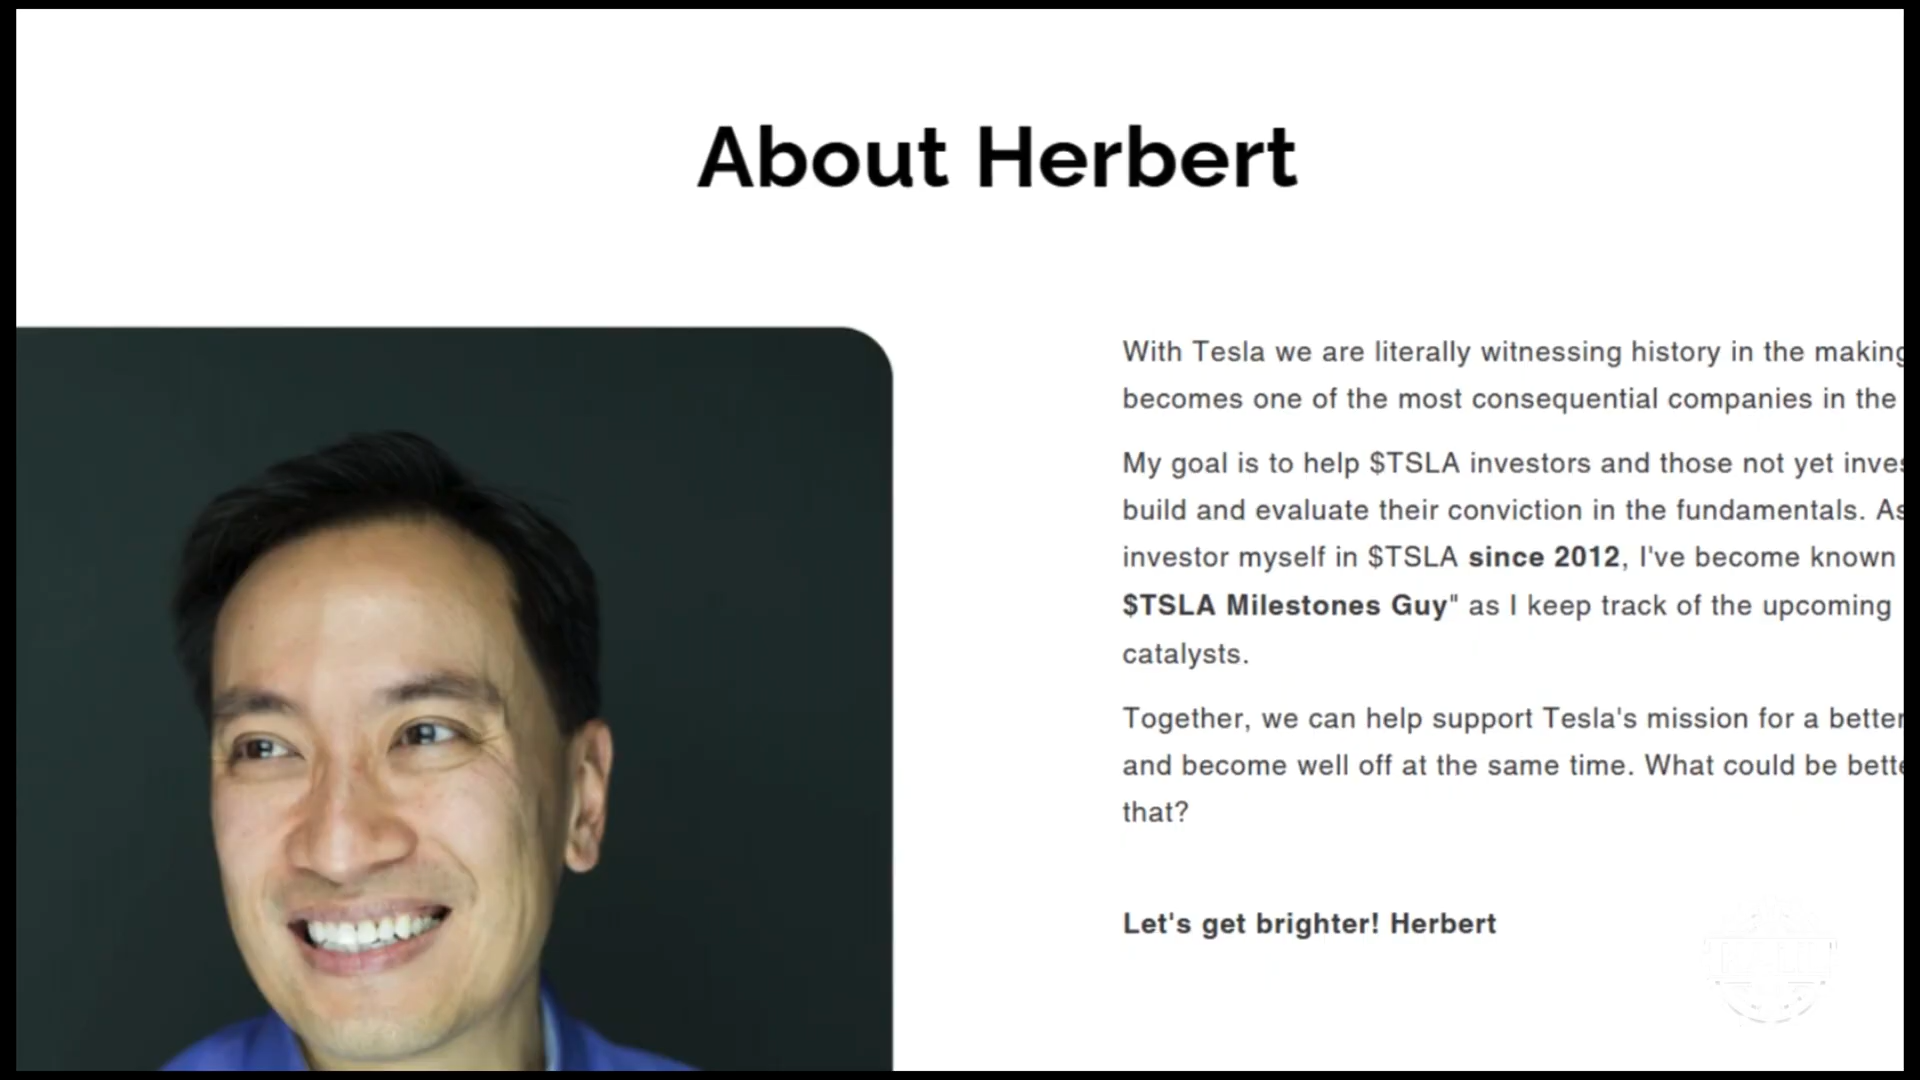 About Herbert
With Tesla we are literally witnessing history in the making
becomes one of the most consequential companies in the
My goal is to help $TSLA investors and those not yet inves
build and evaluate their conviction in the fundamentals. As
investor myself in $TSLA since 2012, I've become known
$TSLA Milestones Guy" as I keep track of the upcoming
catalysts.
Together, we can help support Tesla's mission for a better
and become well off at the same time. What could be bette
that?
Let's get brighter! Herbert